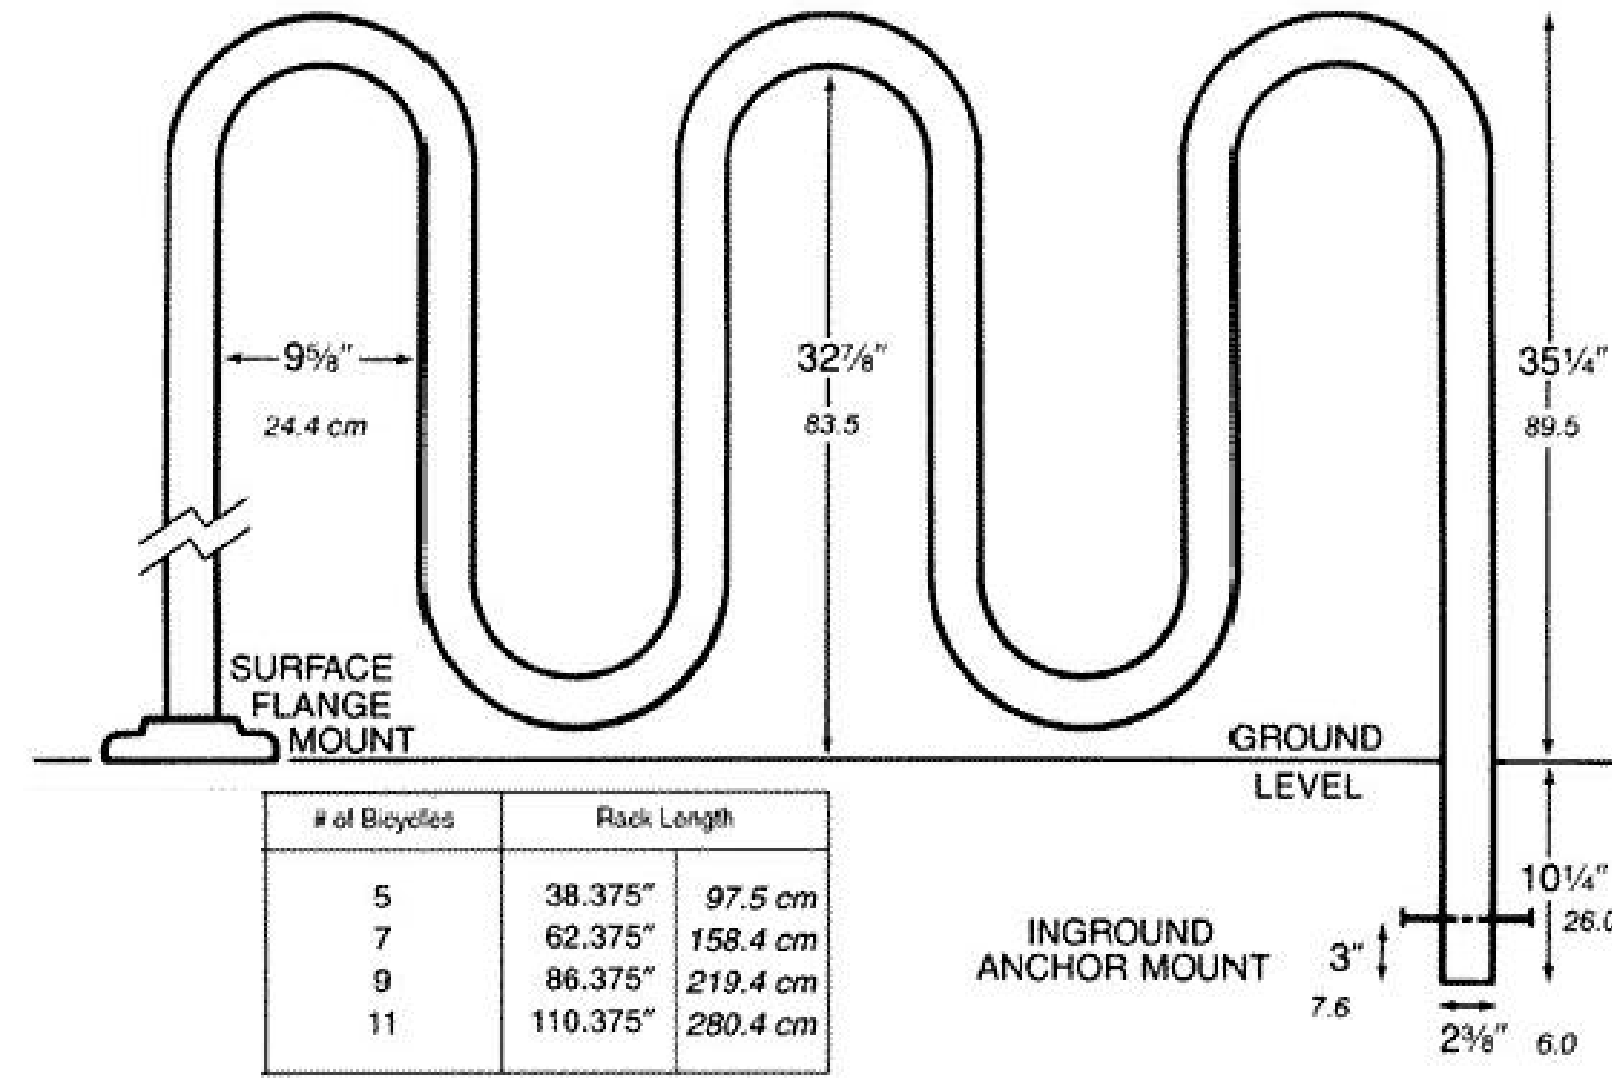 9⅝"
24.4 cm
32⅞"
83.5
35¼"
89.5
SURFACE
FLANGE
MOUNT
GROUND
LEVEL
# of Bicycles Rack Length
5 38.375" 97.5 cm
7 62.375" 158.4 cm
9 86.375" 219.4 cm
11 110.375" 280.4 cm
INGROUND
ANCHOR MOUNT
3"
7.6
10¼"
26.0
2⅜" 6.0